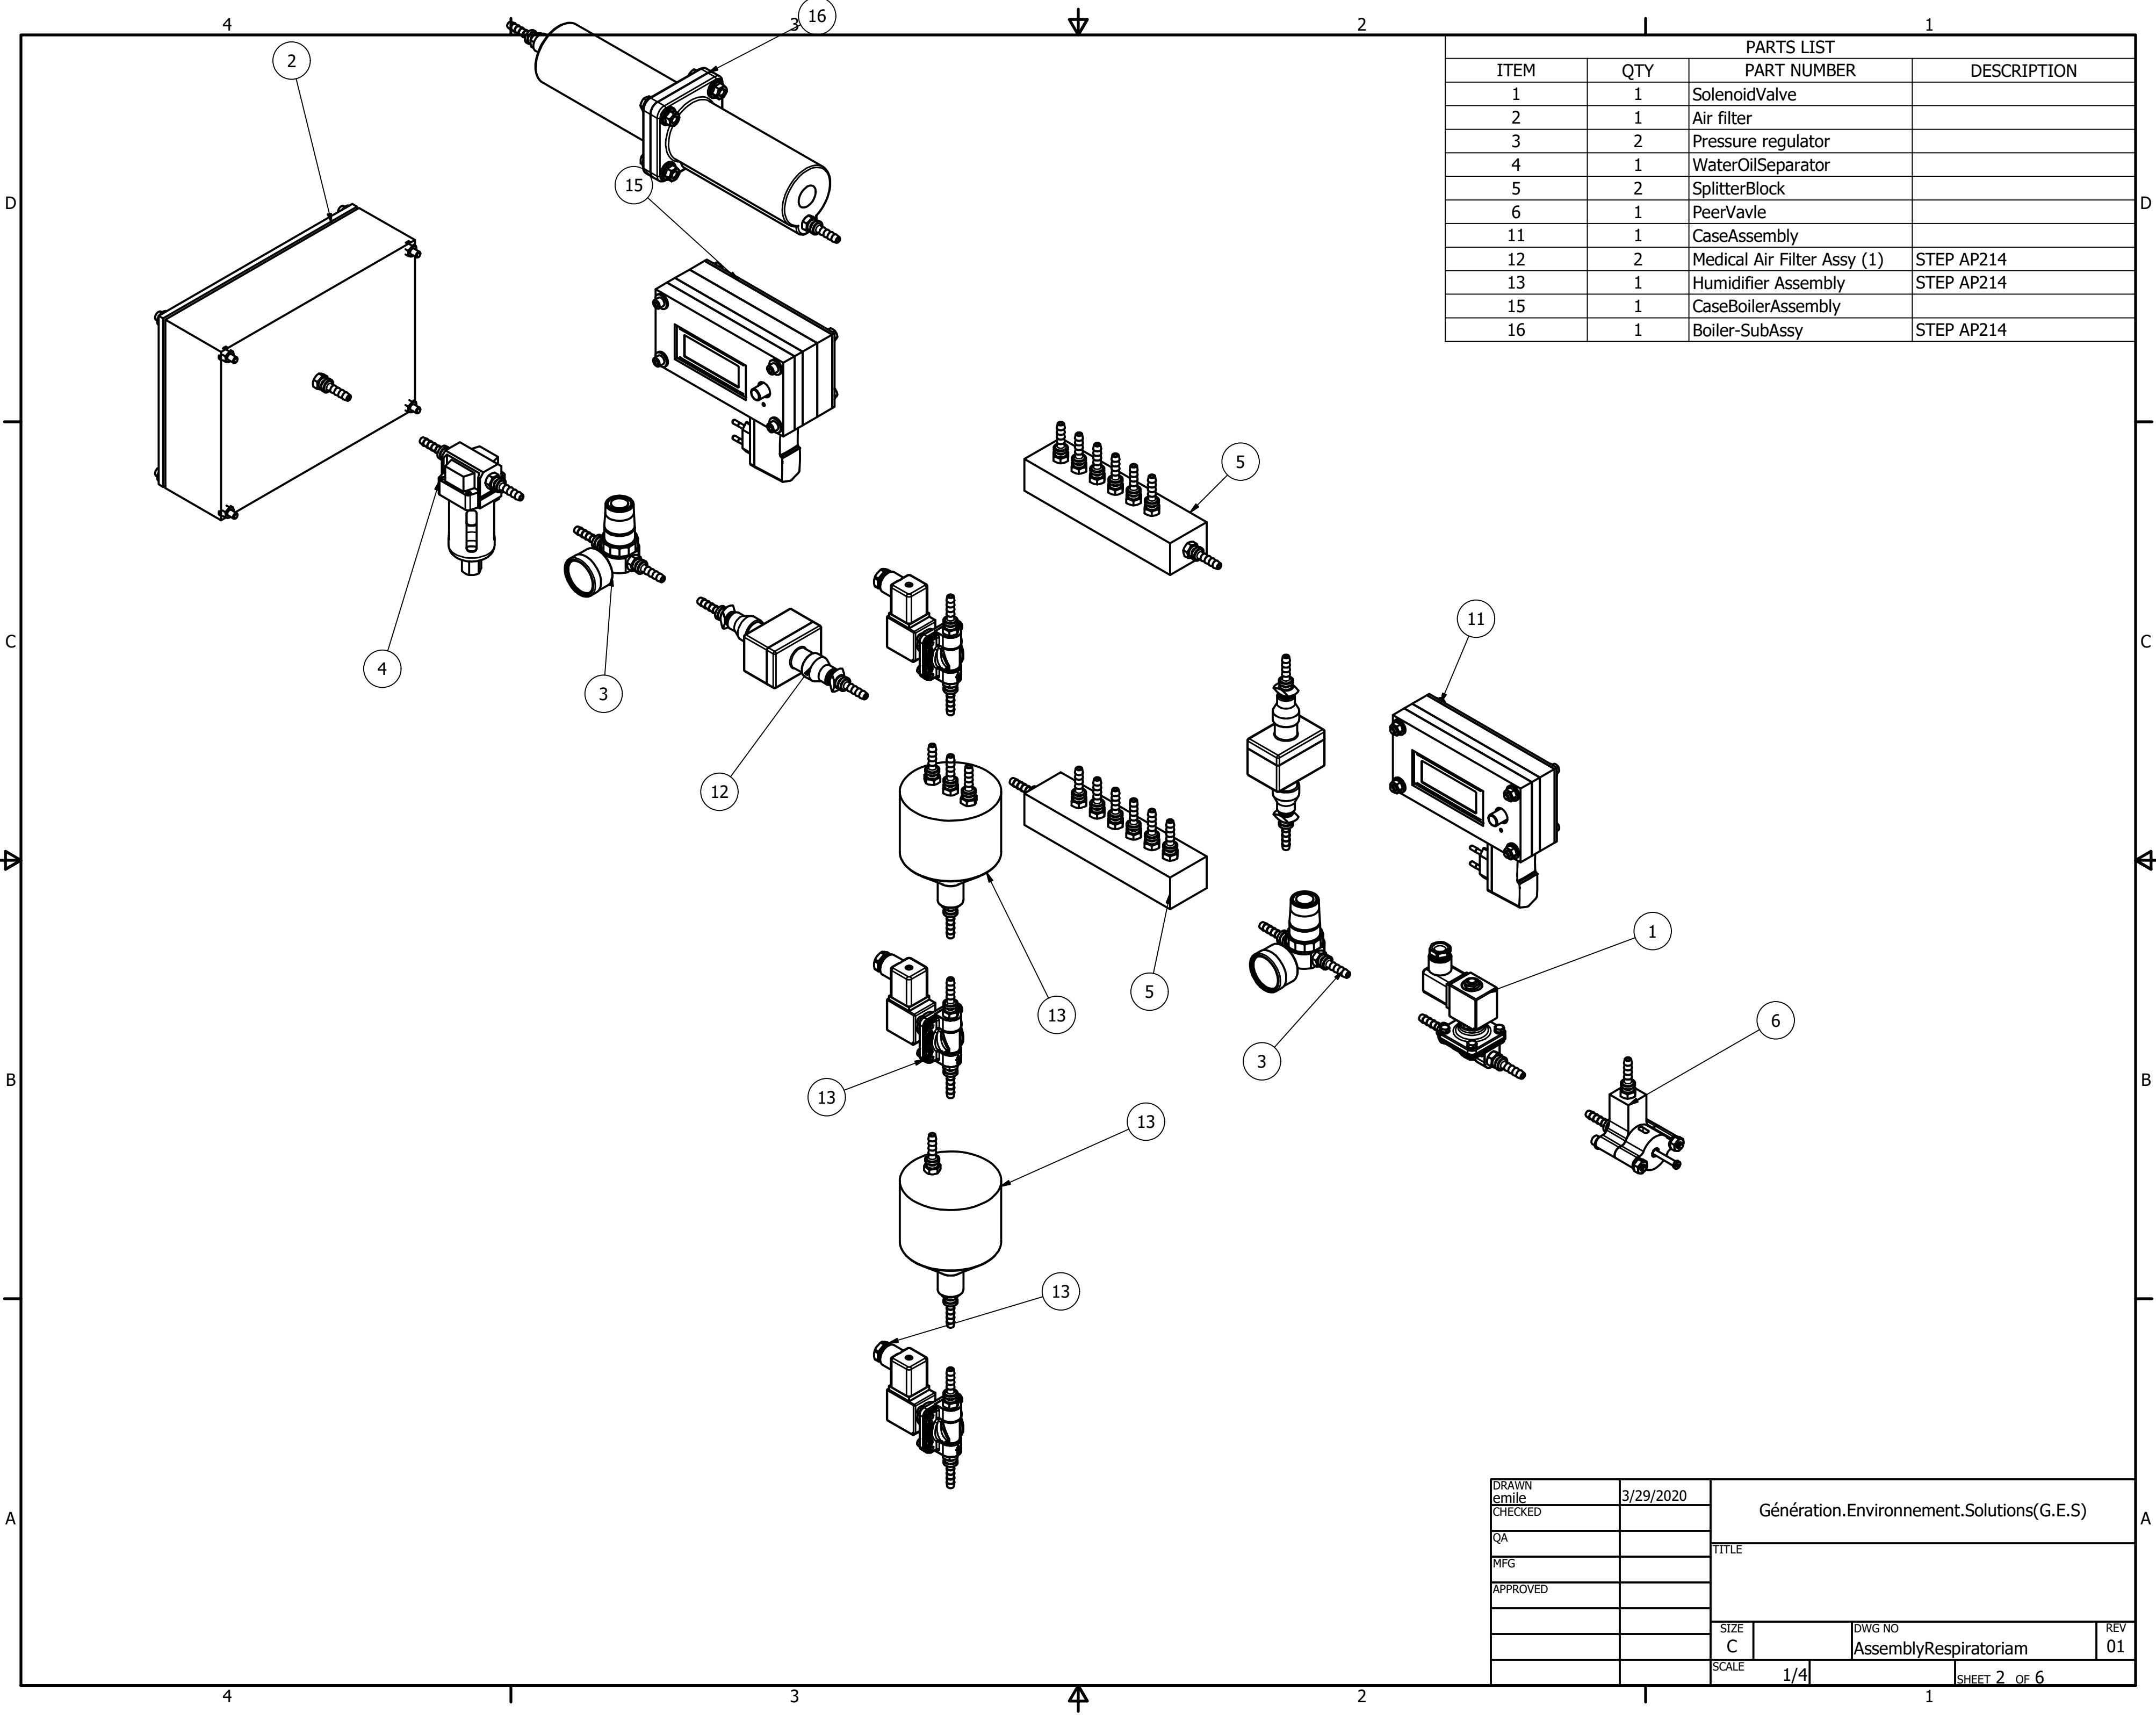 4 3 2 1
PARTS LIST
ITEM QTY PART NUMBER DESCRIPTION
1 1 SolenoidValve
2 1 Air filter
3 2 Pressure regulator
4 1 WaterOilSeparator
5 2 SplitterBlock
6 1 PeerVavle
11 1 CaseAssembly
12 2 Medical Air Filter Assy (1) STEP AP214
13 1 Humidifier Assembly STEP AP214
15 1 CaseBoilerAssembly
16 1 Boiler-SubAssy STEP AP214
16
2
15
D D
5
11
C C
4
3
12
1
5
13
6
3
B B
13
13
13
DRAWN
emile 3/29/2020
CHECKED
QA
MFG
APPROVED
Génération.Environnement.Solutions(G.E.S)
TITLE
A A
SIZE
C
DWG NO
AssemblyRespiratoriam
REV
01
SCALE 1/4
SHEET 2 OF 6
4 3 2 1